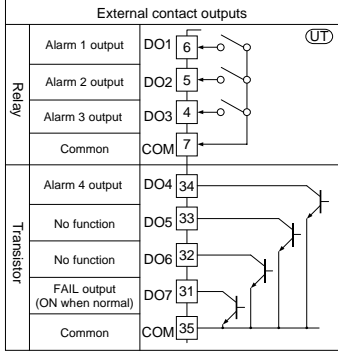 External contact outputs
UT
Relay
Alarm 1 output DO1 6
Alarm 2 output DO2 5
Alarm 3 output DO3 4
Common COM 7
Transistor
Alarm 4 output DO4 34
No function DO5 33
No function DO6 32
FAIL output
(ON when normal) DO7 31
Common COM 35